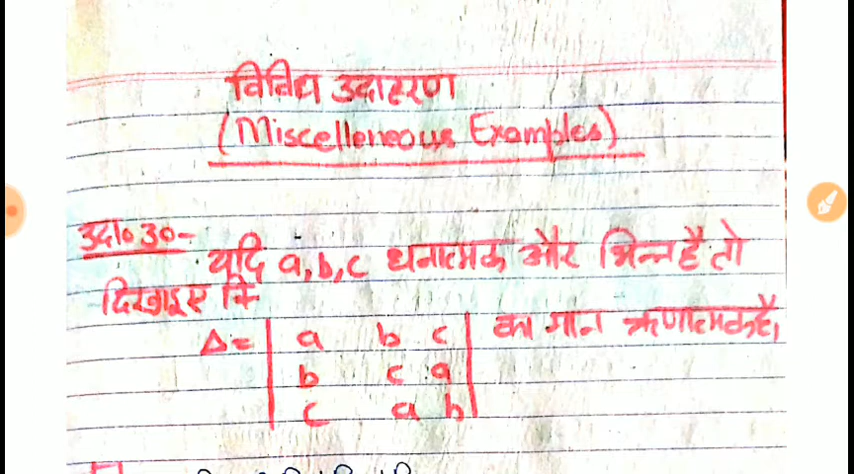 विविध उदाहरण
(Miscelleneous Examples)
उदा० 30-
यदि a,b,c धनात्मक और भिन्न है तो
दिखाइए कि
Δ= | a b c | का मान ऋणात्मक है,
b c a
c a b